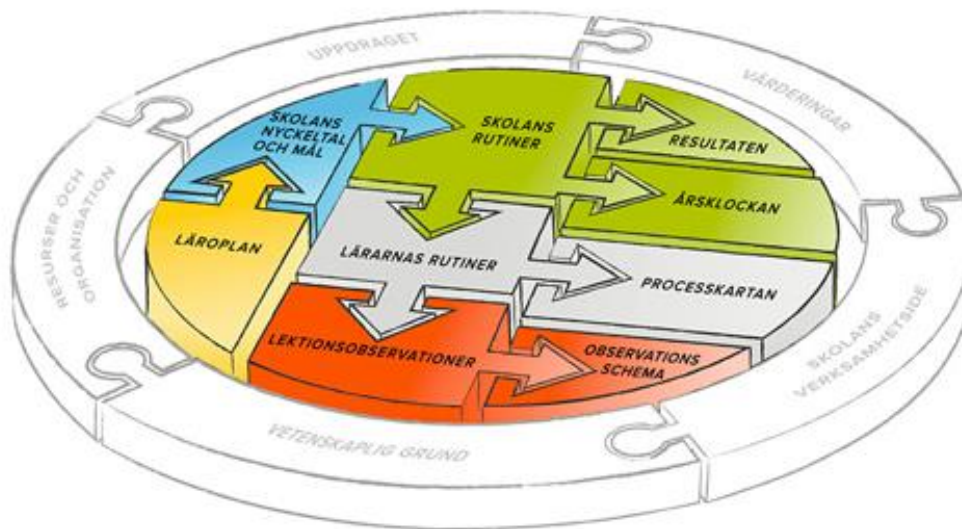 UPPDRAGET
VÄRDERINGAR
SKOLANS
NYCKELTAL
OCH MÅL
SKOLANS
RUTINER
RESULTATEN
ÅRSKLOCKAN
RESURSER OCH
ORGANISATION
LÄROPLAN
LÄRARNAS RUTINER
PROCESSKARTAN
SKOLANS
VERKSAMHETSIDE
LEKTIONSOBSERVATIONER
OBSERVATIONS
SCHEMA
VETENSKAPLIG GRUND